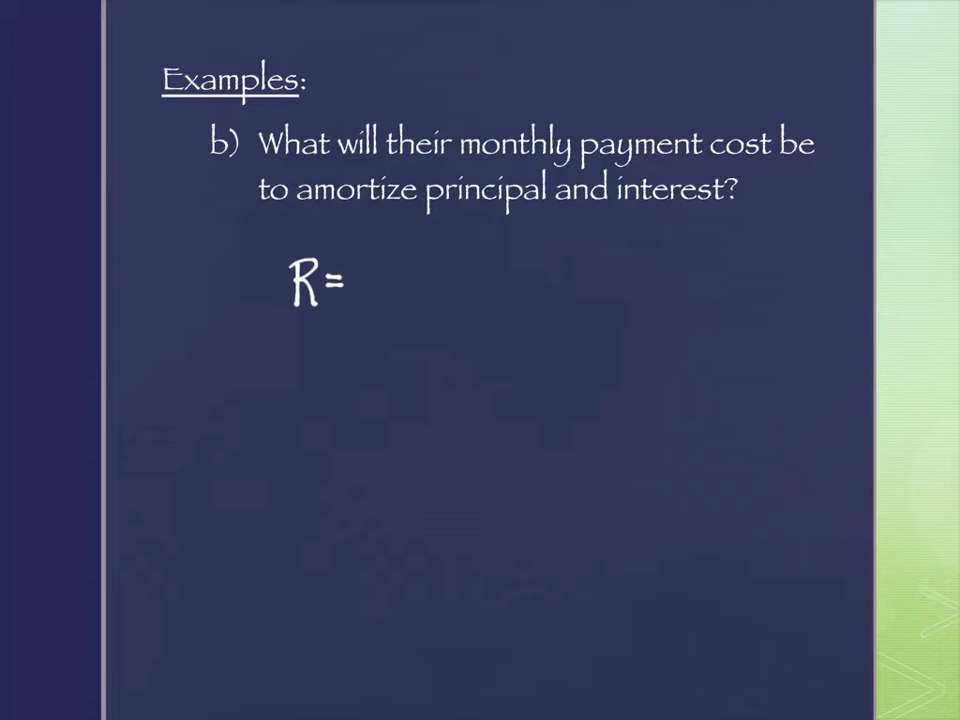 Examples:
b) What will their monthly payment cost be
to amortize principal and interest?
R=